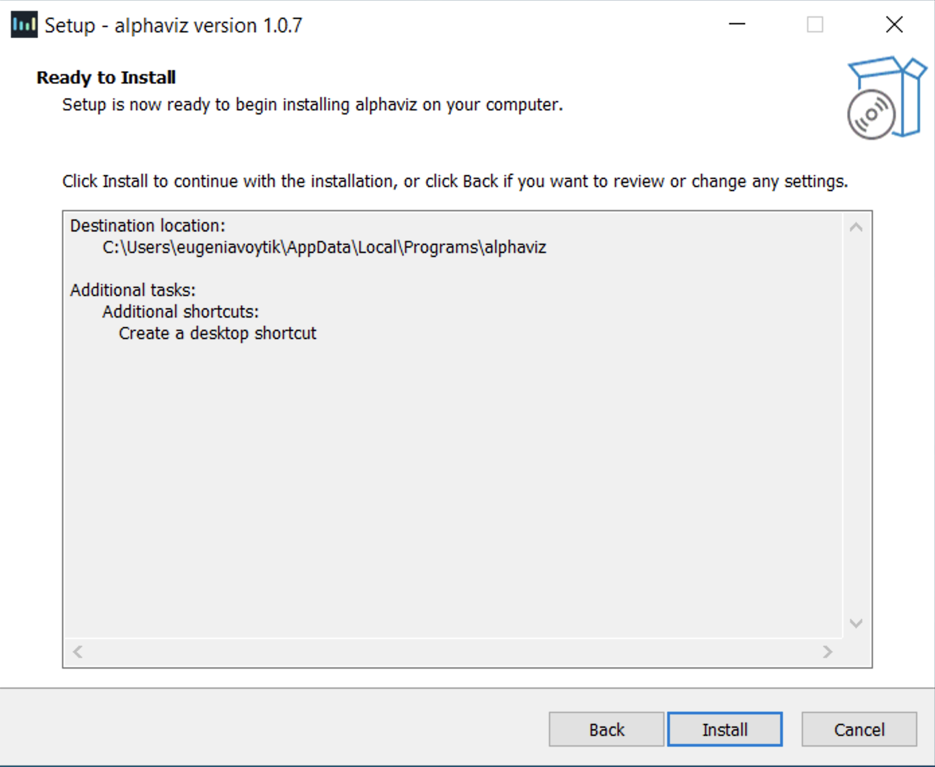 Setup - alphaviz version 1.0.7
Ready to Install
Setup is now ready to begin installing alphaviz on your computer.
Click Install to continue with the installation, or click Back if you want to review or change any settings.
Destination location:
C:\Users\eugeniavoytik\AppData\Local\Programs\alphaviz
Additional tasks:
Additional shortcuts:
Create a desktop shortcut
Back Install Cancel